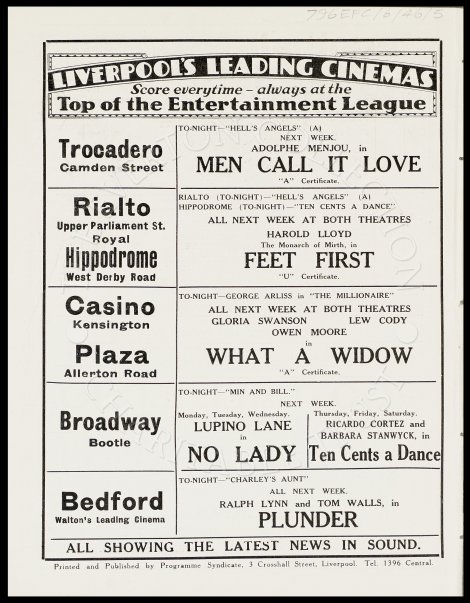 796EFC/6/46/5
LIVERPOOL'S LEADING CINEMAS
Score everytime – always at the
Top of the Entertainment League
Trocadero
Camden Street
TO-NIGHT—"HELL'S ANGELS" (A)
NEXT WEEK.
ADOLPHE MENJOU, in
MEN CALL IT LOVE
"A" Certificate.
Rialto
Upper Parliament St.
Royal
Hippodrome
West Derby Road
RIALTO (TO-NIGHT)—"HELL'S ANGELS" (A)
HIPPODROME (TO-NIGHT)—"TEN CENTS A DANCE"
ALL NEXT WEEK AT BOTH THEATRES
HAROLD LLOYD
The Monarch of Mirth, in
FEET FIRST
"U" Certificate.
Casino
Kensington
Plaza
Allerton Road
TO-NIGHT—GEORGE ARLISS in "THE MILLIONAIRE"
ALL NEXT WEEK AT BOTH THEATRES
GLORIA SWANSON LEW CODY
OWEN MOORE
in
WHAT A WIDOW
"A" Certificate.
Broadway
Bootle
TO-NIGHT—"MIN AND BILL."
NEXT WEEK.
Monday, Tuesday, Wednesday.
LUPINO LANE
in
NO LADY
Thursday, Friday, Saturday.
RICARDO CORTEZ and
BARBARA STANWYCK, in
Ten Cents a Dance
Bedford
Walton's Leading Cinema
TO-NIGHT—"CHARLEY'S AUNT"
ALL NEXT WEEK.
RALPH LYNN and TOM WALLS, in
PLUNDER
ALL SHOWING THE LATEST NEWS IN SOUND.
Printed and Published by Programme Syndicate, 3 Crosshall Street, Liverpool. Tel. 1396 Central.